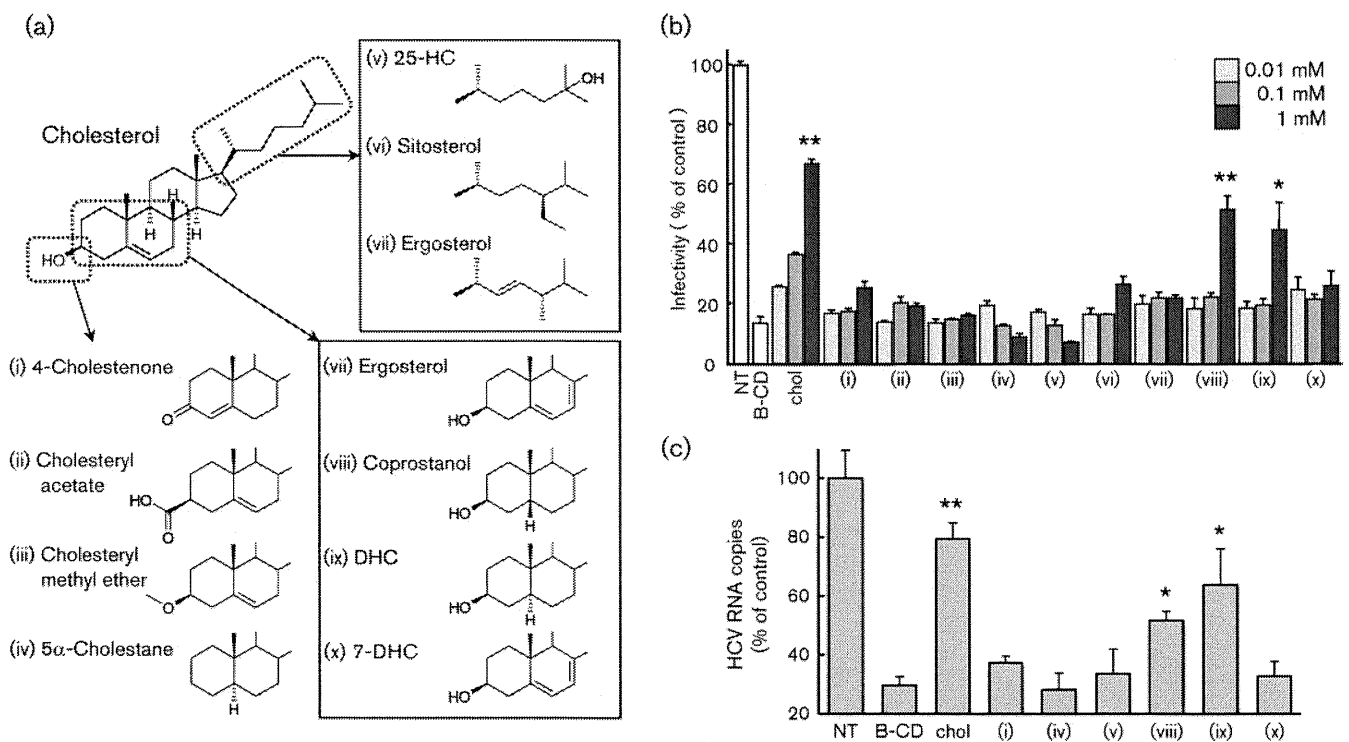 (a)
Cholesterol
HO
H
H
H
(v) 25-HC
OH
(vi) Sitosterol
(vii) Ergosterol
(i) 4-Cholestenone
O
(ii) Cholesteryl
acetate
HO
O
(iii) Cholesteryl
methyl ether
O
(iv) 5α-Cholestane
H
(vii) Ergosterol
HO
(viii) Coprostanol
HO
H
(ix) DHC
HO
H
(x) 7-DHC
HO
(b)
Infectivity ( % of control)
100
80
60
40
20
0
0.01 mM
0.1 mM
1 mM
**
**
*
NT
B-CD
chol
(i)
(ii)
(iii)
(iv)
(v)
(vi)
(vii)
(viii)
(ix)
(x)
(c)
HCV RNA copies
(% of control)
100
80
60
40
20
**
*
*
NT
B-CD
chol
(i)
(iv)
(v)
(viii)
(ix)
(x)